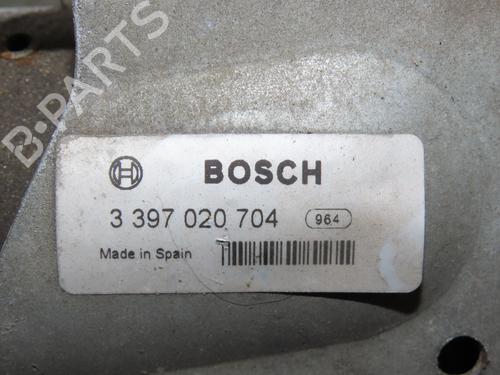 B-PARTS
BOSCH
3 397 020 704 964
Made in Spain